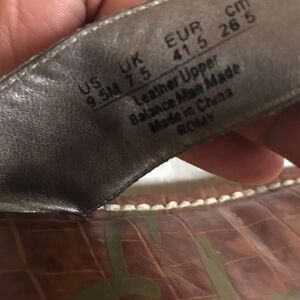 US UK EUR cm
9.5M 7.5 41.5 26.5
Leather Upper
Balance Man Made
Made in China
ROMY